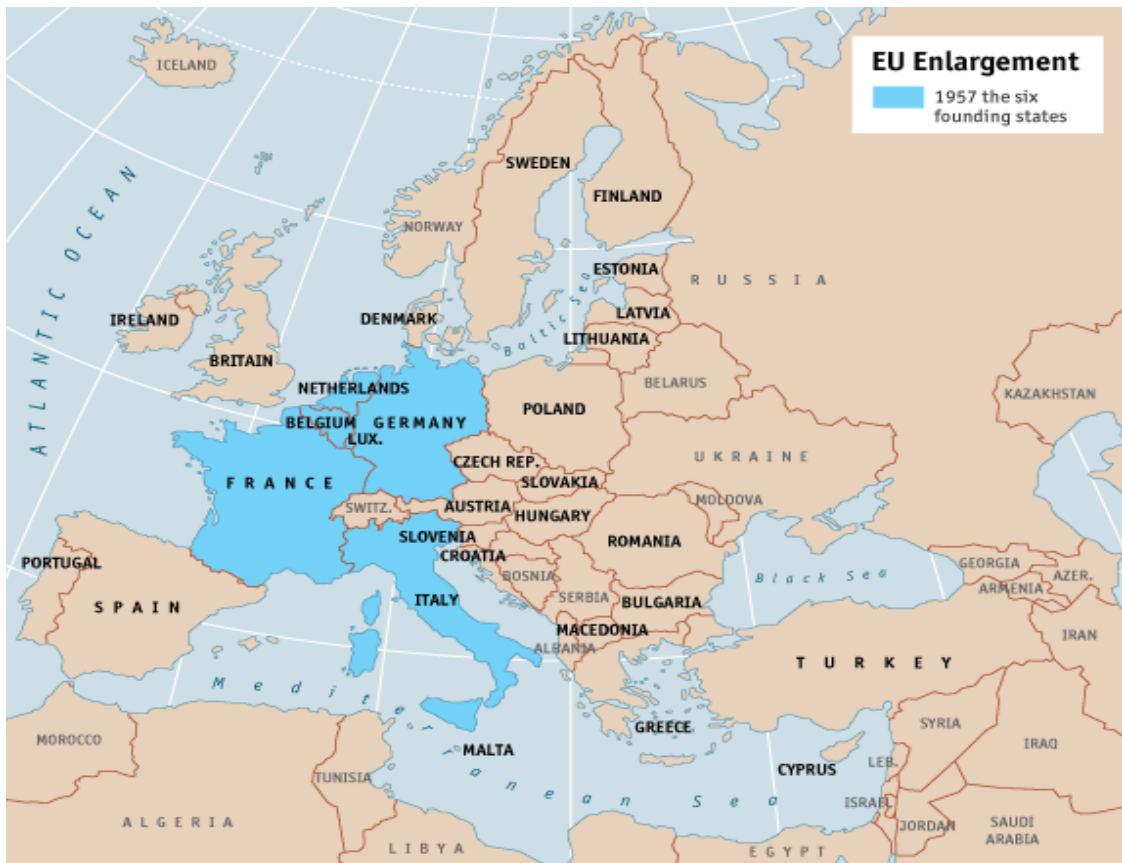 EU Enlargement
1957 the six
founding states
ICELAND
ATLANTIC OCEAN
SWEDEN
FINLAND
NORWAY
RUSSIA
ESTONIA
Baltic Sea
LATVIA
IRELAND
DENMARK
LITHUANIA
BRITAIN
BELARUS
NETHERLANDS
KAZAKHSTAN
POLAND
BELGIUM
GERMANY
LUX.
UKRAINE
CZECH REP.
FRANCE
SLOVAKIA
MOLDOVA
SWITZ.
AUSTRIA
HUNGARY
SLOVENIA
ROMANIA
CROATIA
PORTUGAL
GEORGIA
BOSNIA
Black Sea
AZER.
ARMENIA
SERBIA
ITALY
BULGARIA
SPAIN
MACEDONIA
IRAN
ALBANIA
TURKEY
Mediterranean Sea
SYRIA
GREECE
MOROCCO
IRAQ
MALTA
LEB.
CYPRUS
TUNISIA
ISRAEL
ALGERIA
JORDAN
SAUDI
ARABIA
LIBYA
EGYPT